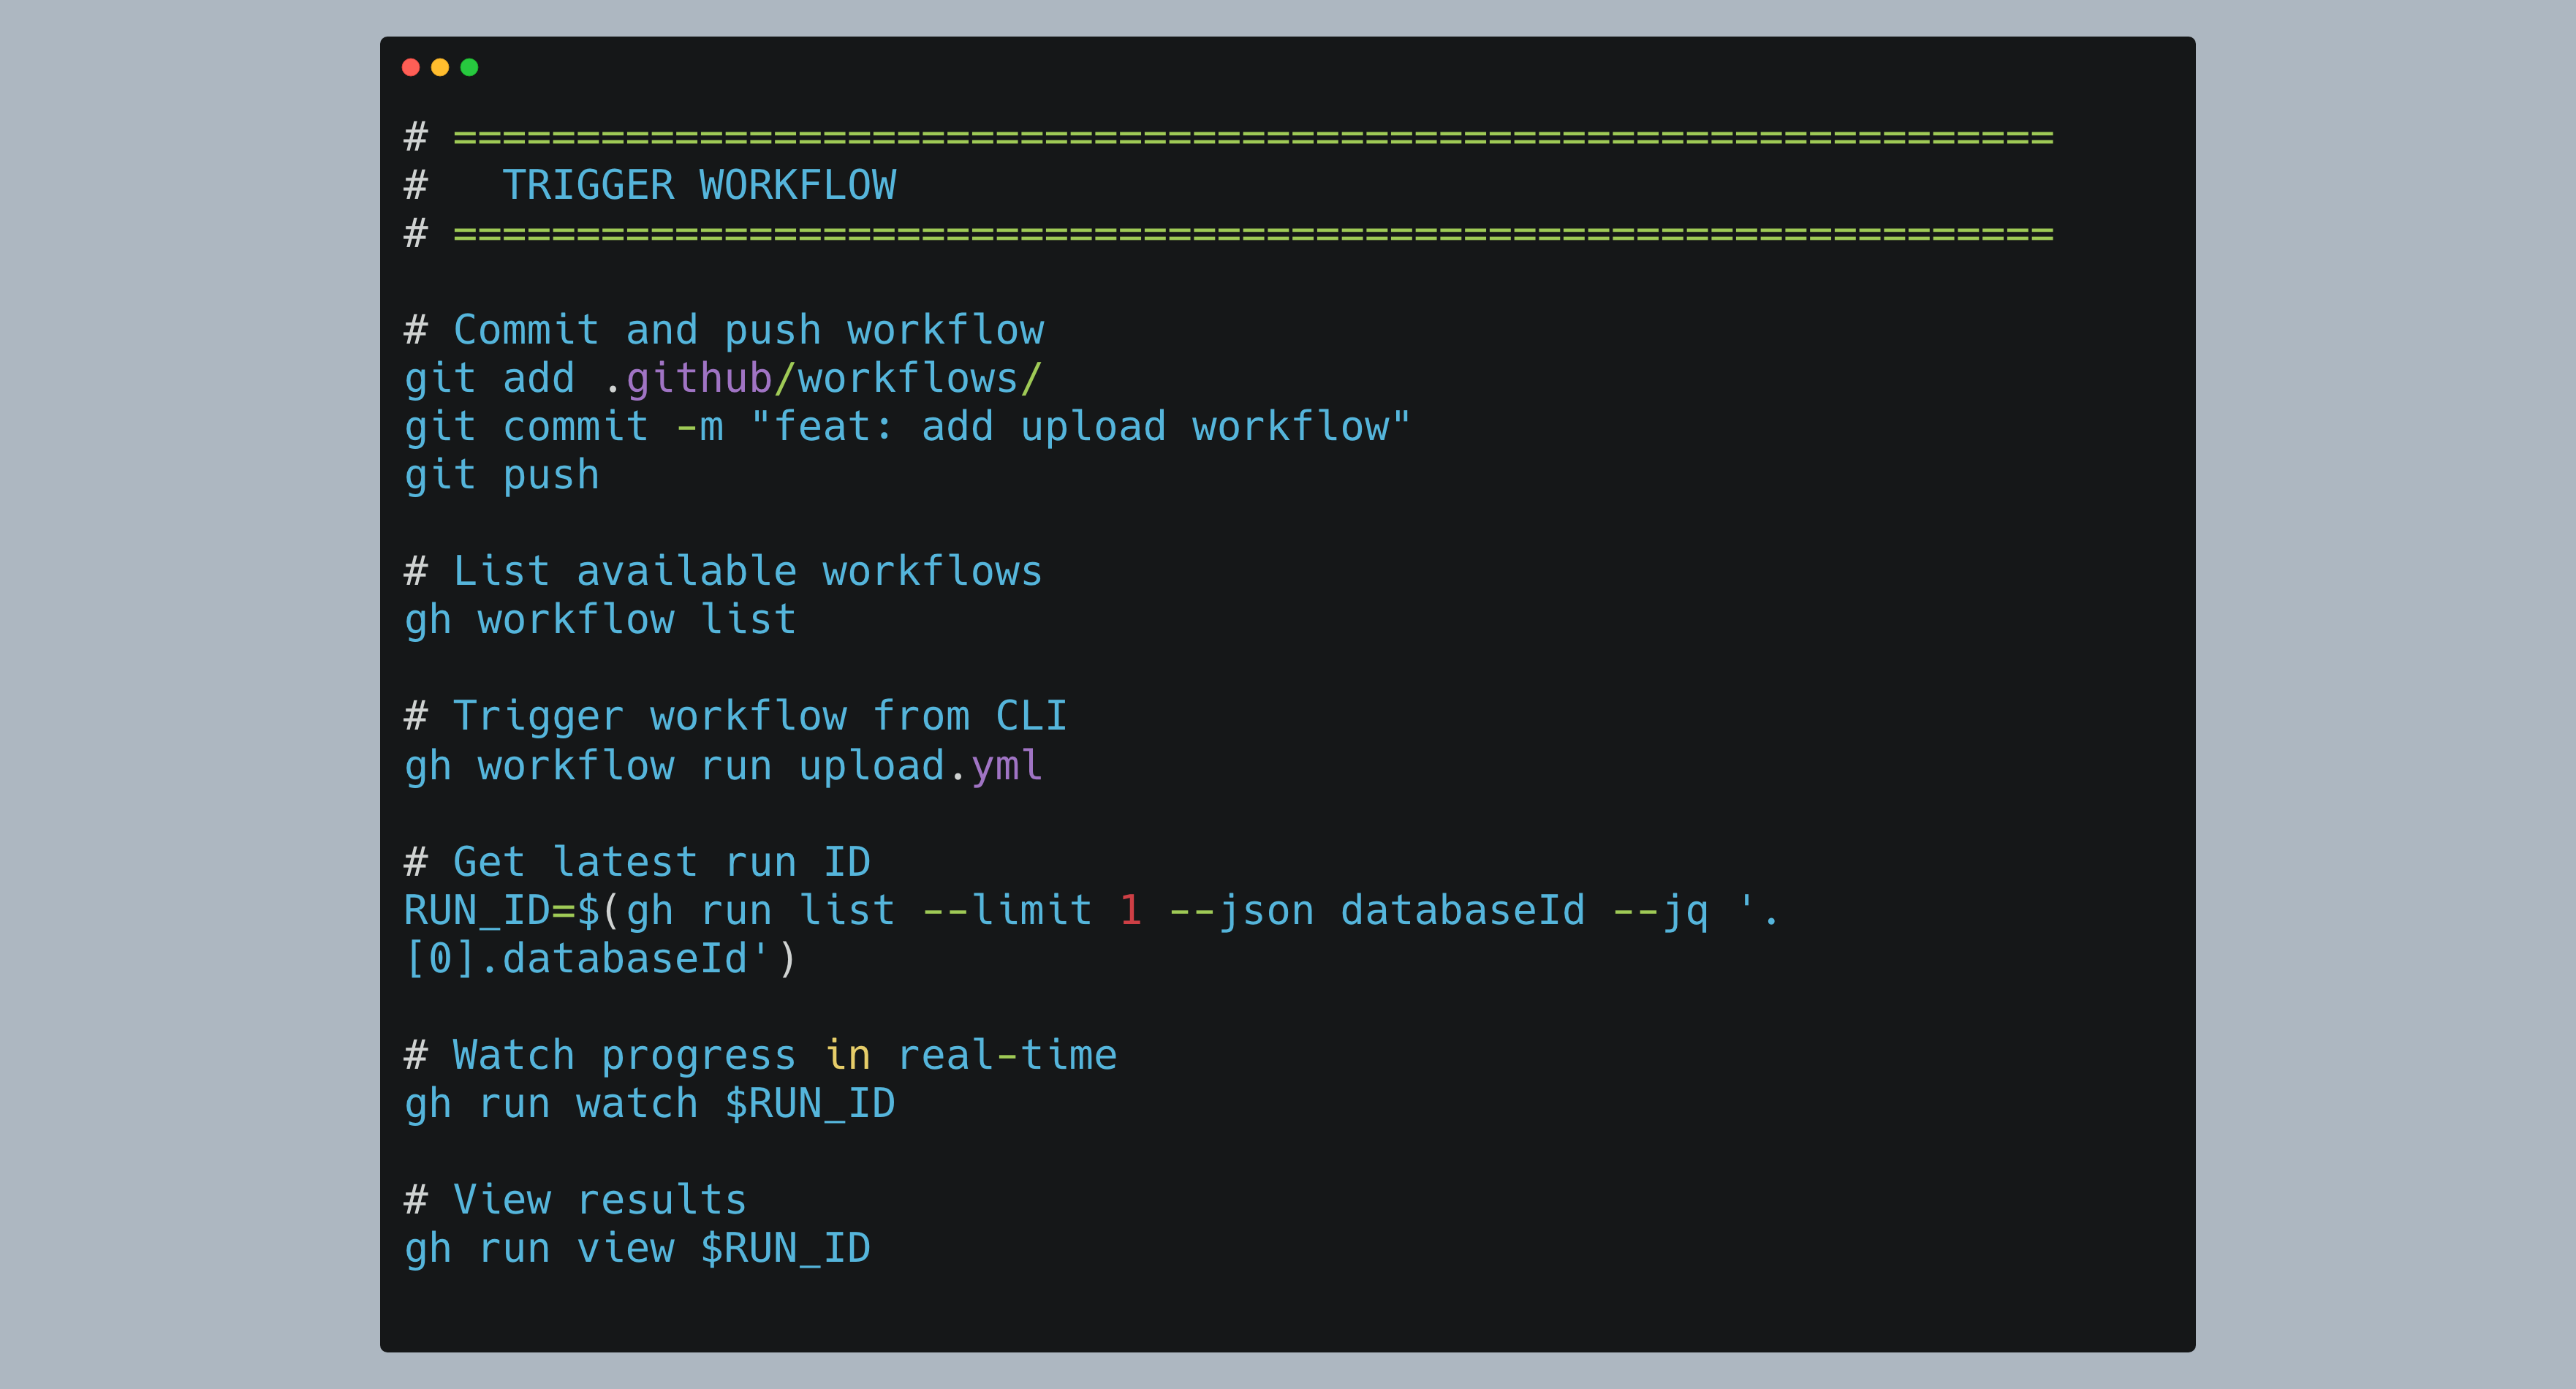 # =================================================================
#   TRIGGER WORKFLOW
# =================================================================
# Commit and push workflow
git add .github/workflows/
git commit -m "feat: add upload workflow"
git push
# List available workflows
gh workflow list
# Trigger workflow from CLI
gh workflow run upload.yml
# Get latest run ID
RUN_ID=$(gh run list --limit 1 --json databaseId --jq '.
[0].databaseId')
# Watch progress in real-time
gh run watch $RUN_ID
# View results
gh run view $RUN_ID